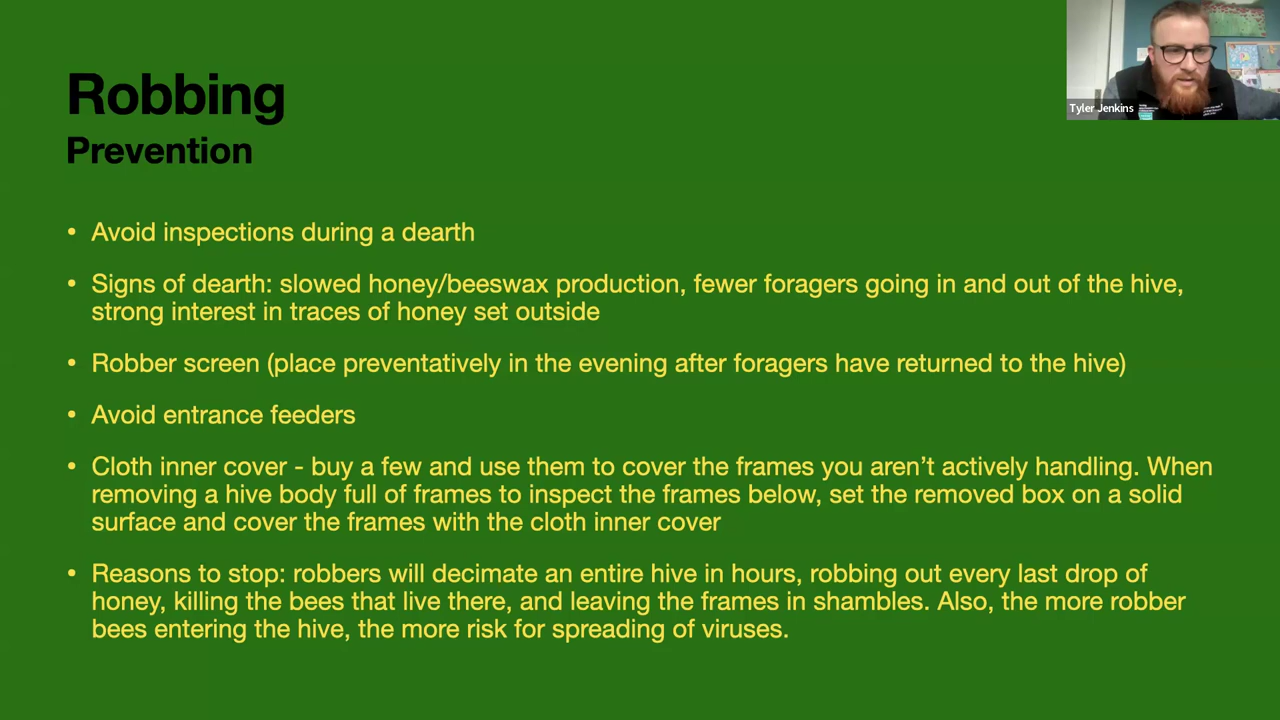 Robbing
Prevention
Tyler Jenkins
• Avoid inspections during a dearth
• Signs of dearth: slowed honey/beeswax production, fewer foragers going in and out of the hive,
strong interest in traces of honey set outside
• Robber screen (place preventatively in the evening after foragers have returned to the hive)
• Avoid entrance feeders
• Cloth inner cover - buy a few and use them to cover the frames you aren’t actively handling. When
removing a hive body full of frames to inspect the frames below, set the removed box on a solid
surface and cover the frames with the cloth inner cover
• Reasons to stop: robbers will decimate an entire hive in hours, robbing out every last drop of
honey, killing the bees that live there, and leaving the frames in shambles. Also, the more robber
bees entering the hive, the more risk for spreading of viruses.